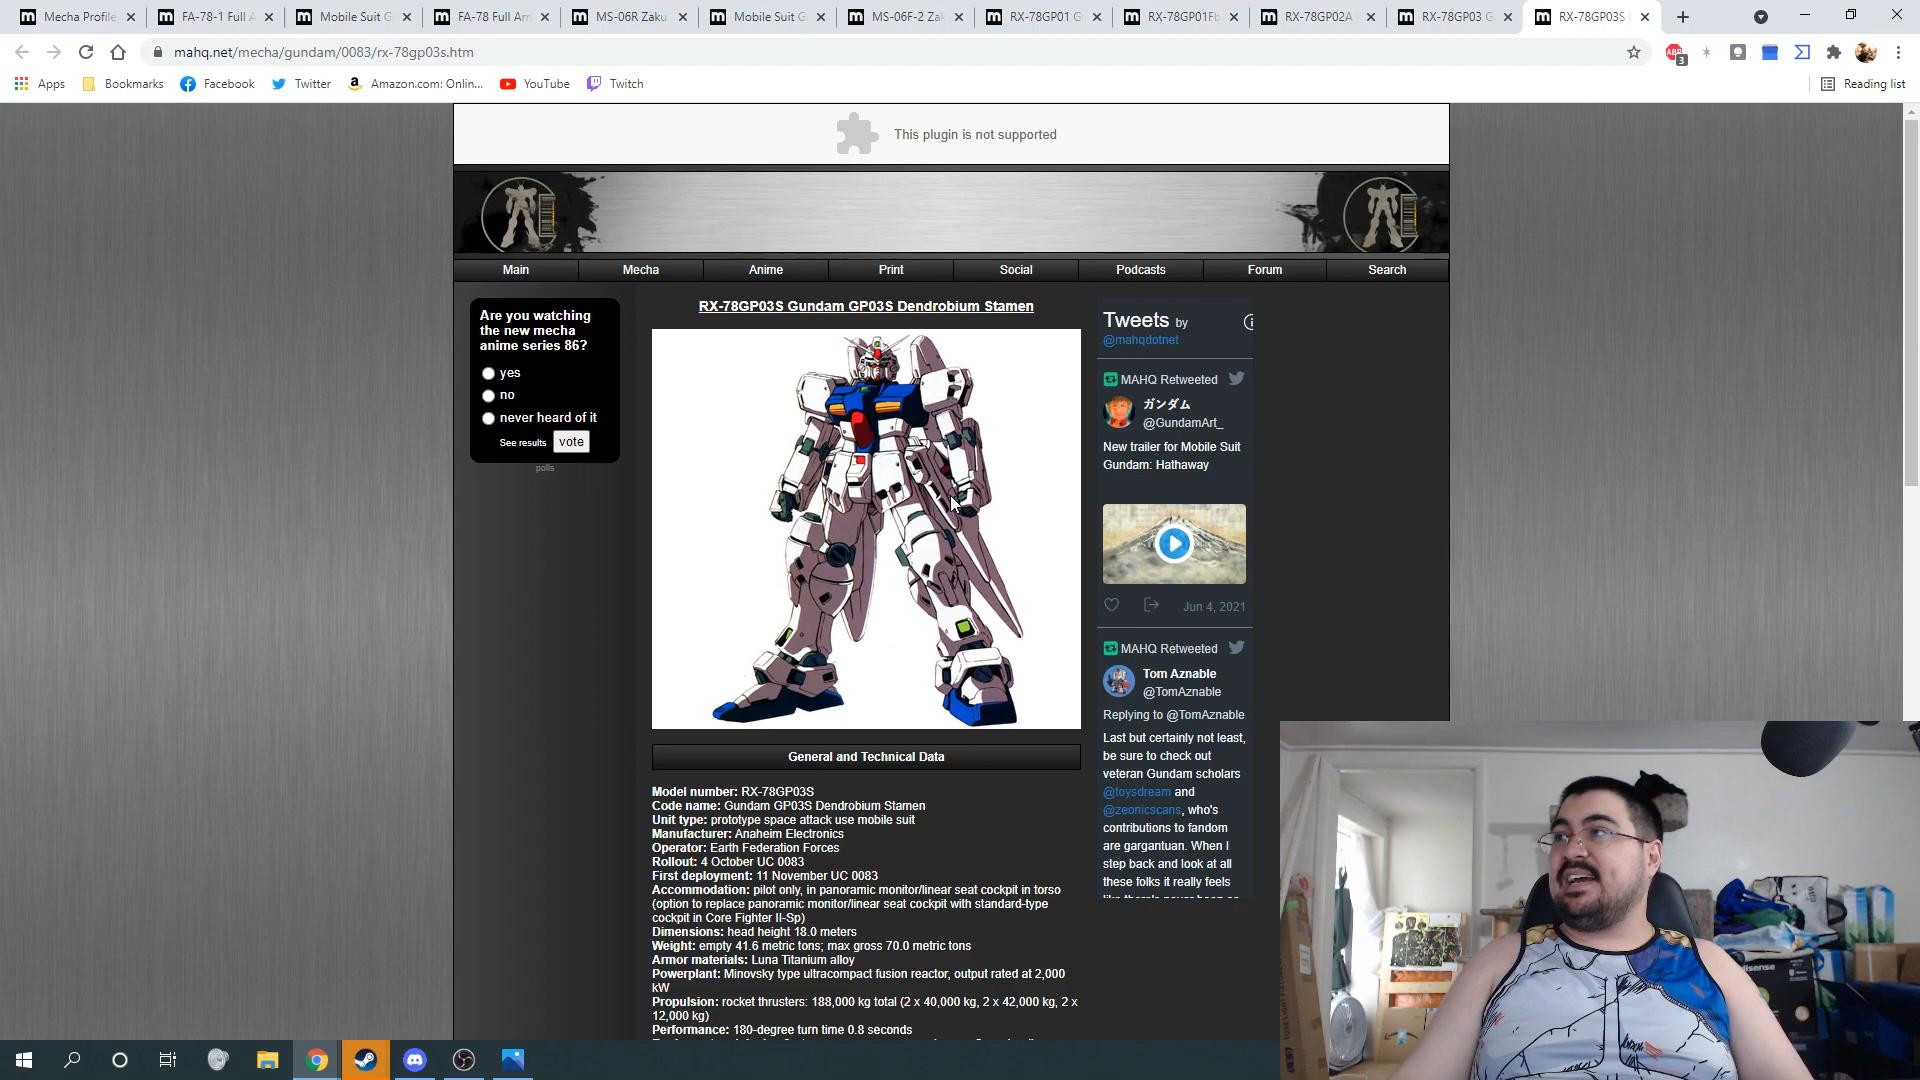 Mecha Profile
FA-78-1 Full A
Mobile Suit G
FA-78 Full Arm
MS-06R Zaku
Mobile Suit G
MS-06F-2 Zak
RX-78GP01 G
RX-78GP01Fb
RX-78GP02A
RX-78GP03 G
RX-78GP03S
mahq.net/mecha/gundam/0083/rx-78gp03s.htm
ABP
3
Apps
Bookmarks
Facebook
Twitter
Amazon.com: Onlin...
YouTube
Twitch
Reading list
This plugin is not supported
Main
Mecha
Anime
Print
Social
Podcasts
Forum
Search
Are you watching
the new mecha
anime series 86?
yes
no
never heard of it
See results
vote
polls
RX-78GP03S Gundam GP03S Dendrobium Stamen
General and Technical Data
Model number: RX-78GP03S
Code name: Gundam GP03S Dendrobium Stamen
Unit type: prototype space attack use mobile suit
Manufacturer: Anaheim Electronics
Operator: Earth Federation Forces
Rollout: 4 October UC 0083
First deployment: 11 November UC 0083
Accommodation: pilot only, in panoramic monitor/linear seat cockpit in torso
(option to replace panoramic monitor/linear seat cockpit with standard-type
cockpit in Core Fighter II-Sp)
Dimensions: head height 18.0 meters
Weight: empty 41.6 metric tons; max gross 70.0 metric tons
Armor materials: Luna Titanium alloy
Powerplant: Minovsky type ultracompact fusion reactor, output rated at 2,000
kW
Propulsion: rocket thrusters: 188,000 kg total (2 x 40,000 kg, 2 x 42,000 kg, 2 x
12,000 kg)
Performance: 180-degree turn time 0.8 seconds
Tweets by
@mahqdotnet
MAHQ Retweeted
ガンダム
@GundamArt_
New trailer for Mobile Suit
Gundam: Hathaway
Jun 4, 2021
MAHQ Retweeted
Tom Aznable
@TomAznable
Replying to @TomAznable
Last but certainly not least,
be sure to check out
veteran Gundam scholars
@toysdream and
@zeonicscans, who's
contributions to fandom
are gargantuan. When I
step back and look at all
these folks it really feels